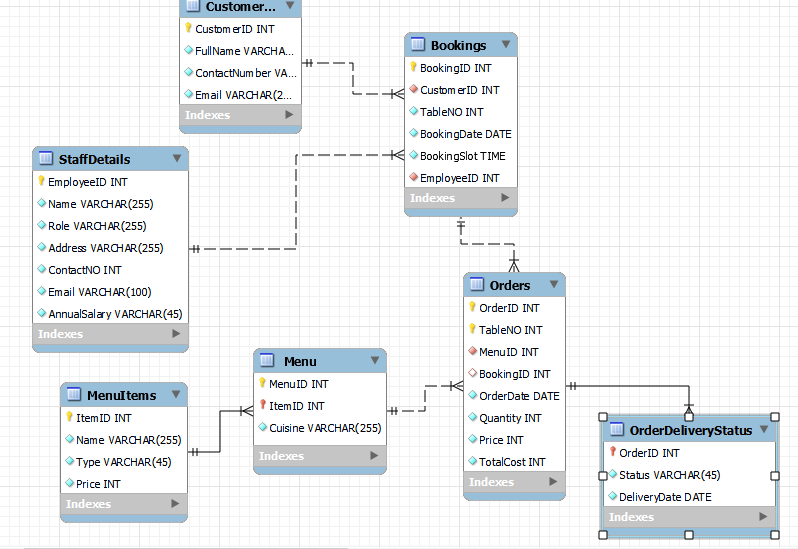 Customer...
CustomerID INT
FullName VARCHA...
ContactNumber VA...
Email VARCHAR(2...
Indexes
Bookings
BookingID INT
CustomerID INT
TableNO INT
BookingDate DATE
BookingSlot TIME
EmployeeID INT
Indexes
StaffDetails
EmployeeID INT
Name VARCHAR(255)
Role VARCHAR(255)
Address VARCHAR(255)
ContactNO INT
Email VARCHAR(100)
AnnualSalary VARCHAR(45)
Indexes
Orders
OrderID INT
TableNO INT
MenuID INT
BookingID INT
OrderDate DATE
Quantity INT
Price INT
TotalCost INT
Indexes
Menu
MenuID INT
ItemID INT
Cuisine VARCHAR(255)
Indexes
MenuItems
ItemID INT
Name VARCHAR(255)
Type VARCHAR(45)
Price INT
Indexes
OrderDeliveryStatus
OrderID INT
Status VARCHAR(45)
DeliveryDate DATE
Indexes